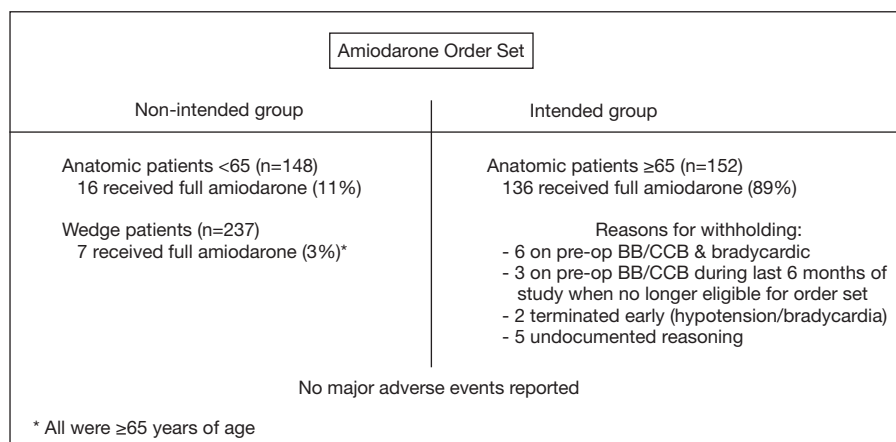 Amiodarone Order Set
Non-intended group
Anatomic patients <65 (n=148)
16 received full amiodarone (11%)
Wedge patients (n=237)
7 received full amiodarone (3%)*
Intended group
Anatomic patients ≥65 (n=152)
136 received full amiodarone (89%)
Reasons for withholding:
- 6 on pre-op BB/CCB & bradycardic
- 3 on pre-op BB/CCB during last 6 months of
study when no longer eligible for order set
- 2 terminated early (hypotension/bradycardia)
- 5 undocumented reasoning
No major adverse events reported
* All were ≥65 years of age